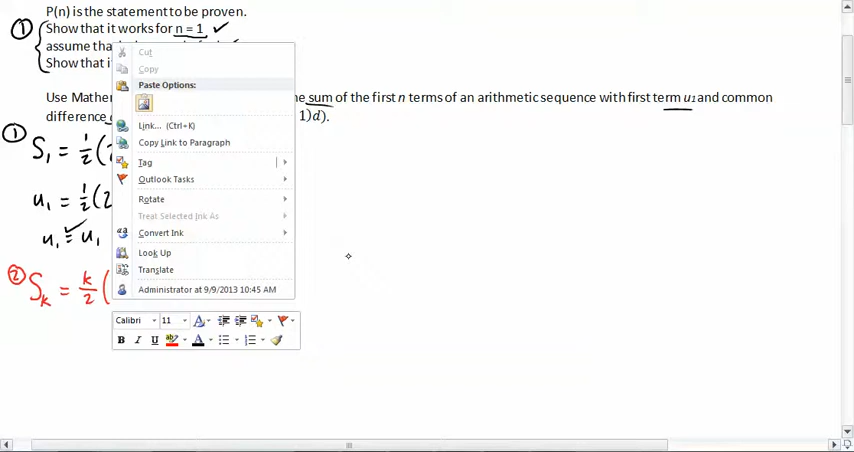 P(n) is the statement to be proven.
① Show that it works for n = 1 ✓
assume tha
Show that i
Use Mather he sum of the first n terms of an arithmetic sequence with first term u₁ and common
difference 1)d).
① S₁ = 1/2 (
u₁ = 1/2 (2
u₁ ≡ u₁
② Sₖ = k/2 (
Cut
Copy
Paste Options:
Link... (Ctrl+K)
Copy Link to Paragraph
Tag
Outlook Tasks
Rotate
Treat Selected Ink As
Convert Ink
Look Up
Translate
Administrator at 9/9/2013 10:45 AM
Calibri 11
B I U ab A